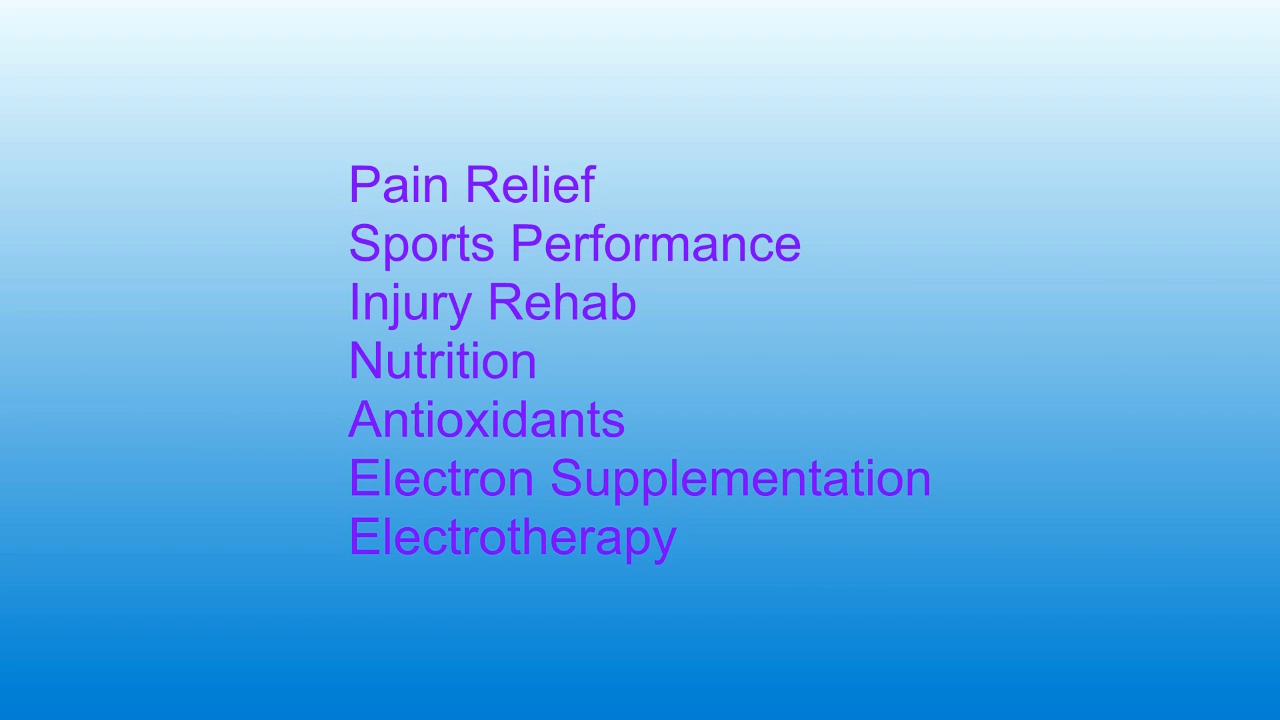 Pain Relief
Sports Performance
Injury Rehab
Nutrition
Antioxidants
Electron Supplementation
Electrotherapy